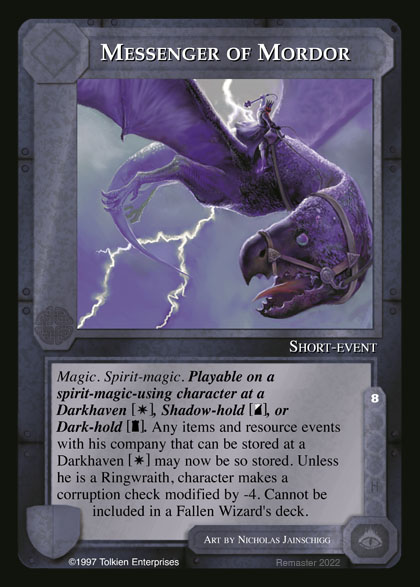 Messenger of Mordor
Short-event
Magic. Spirit-magic. Playable on a
spirit-magic-using character at a
Darkhaven [✶], Shadow-hold [], or
Dark-hold []. Any items and resource events
with his company that can be stored at a
Darkhaven [✶] may now be so stored. Unless
he is a Ringwraith, character makes a
corruption check modified by -4. Cannot be
included in a Fallen Wizard's deck.
8
H
Art by Nicholas Jainschigg
©1997 Tolkien Enterprises
Remaster 2022